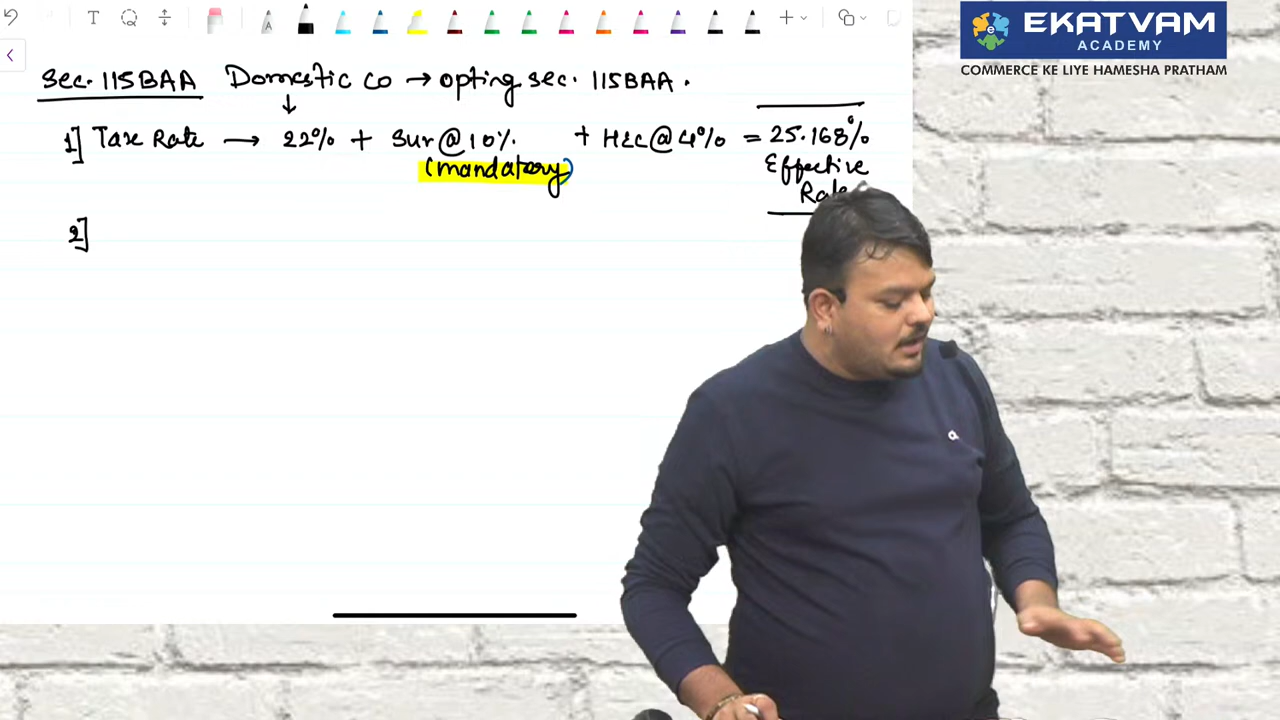 EKATVAM
ACADEMY
COMMERCE KE LIYE HAMESHA PRATHAM
Sec. 115BAA Domestic co → opting sec. 115BAA.
1] Tax Rate → 22% + Sur@10% + H&EC@4% = 25.168%
(mandatory)
Effective
Rate
2]